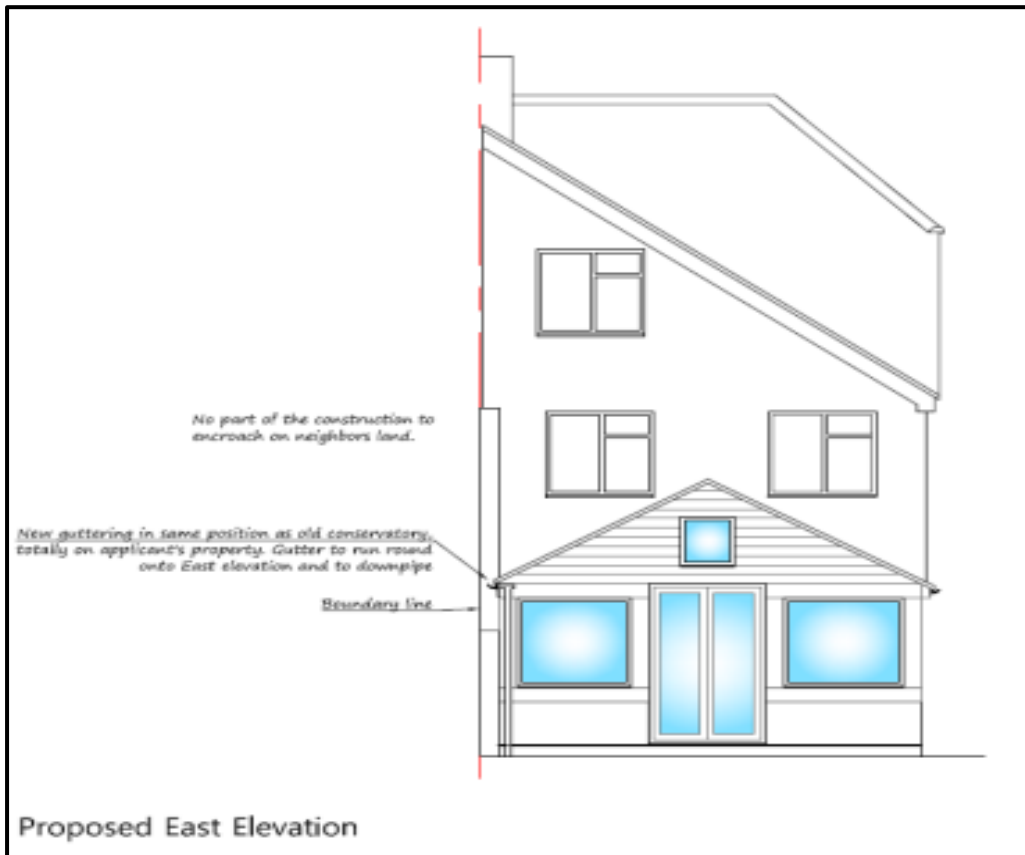 No part of the construction to
encroach on neighbors land.
New guttering in same position as old conservatory,
totally on applicant's property. Gutter to run round
onto East elevation and to downpipe
Boundary line
Proposed East Elevation